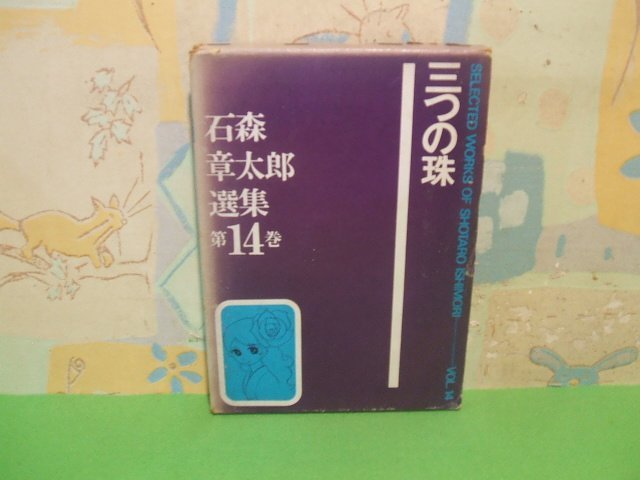 三つの珠
SELECTED WORKS OF SHOTARO ISHIMORI
VOL. 14
石森
章太郎
選集
第14巻